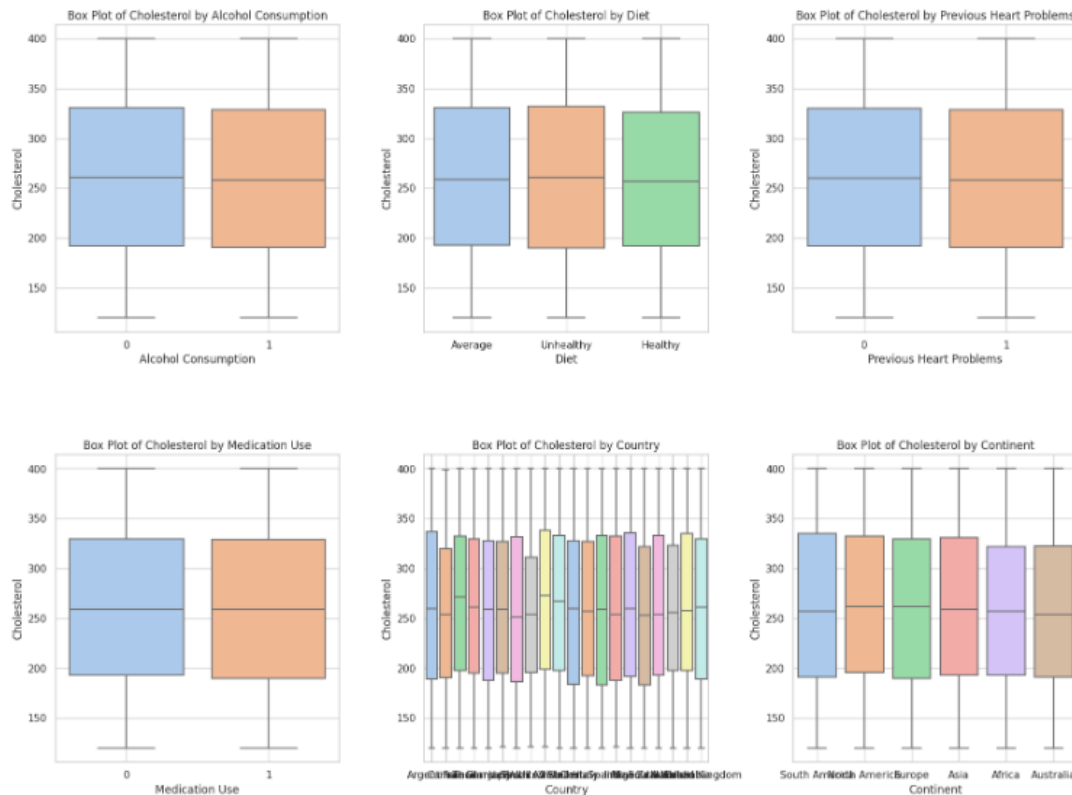 Box Plot of Cholesterol by Alcohol Consumption
Cholesterol
400
350
300
250
200
150
0 1
Alcohol Consumption
Box Plot of Cholesterol by Diet
Cholesterol
400
350
300
250
200
150
Average Unhealthy Healthy
Diet
Box Plot of Cholesterol by Previous Heart Problems
Cholesterol
400
350
300
250
200
150
0 1
Previous Heart Problems
Box Plot of Cholesterol by Medication Use
Cholesterol
400
350
300
250
200
150
0 1
Medication Use
Box Plot of Cholesterol by Country
Cholesterol
400
350
300
250
200
150
Country
Box Plot of Cholesterol by Continent
Cholesterol
400
350
300
250
200
150
South America North America Europe Asia Africa Australia
Continent